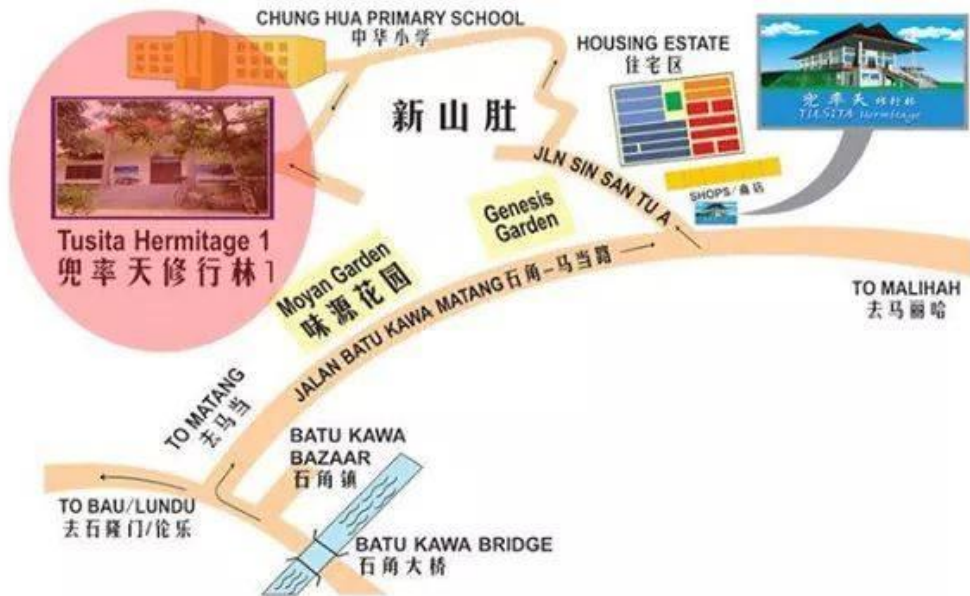 CHUNG HUA PRIMARY SCHOOL
中华小学
HOUSING ESTATE
住宅区
兜率天修行林
TUSITA Hermitage
新山肚
JLN SIN SAN TU A
SHOPS/商店
Tusita Hermitage 1
兜率天修行林1
Genesis
Garden
Moyan Garden
味源花园
JALAN BATU KAWA MATANG石角-马当路
TO MALIHAH
去马丽哈
TO MATANG
去马当
BATU KAWA
BAZAAR
石角镇
TO BAU/LUNDU
去石隆门/伦乐
BATU KAWA BRIDGE
石角大桥